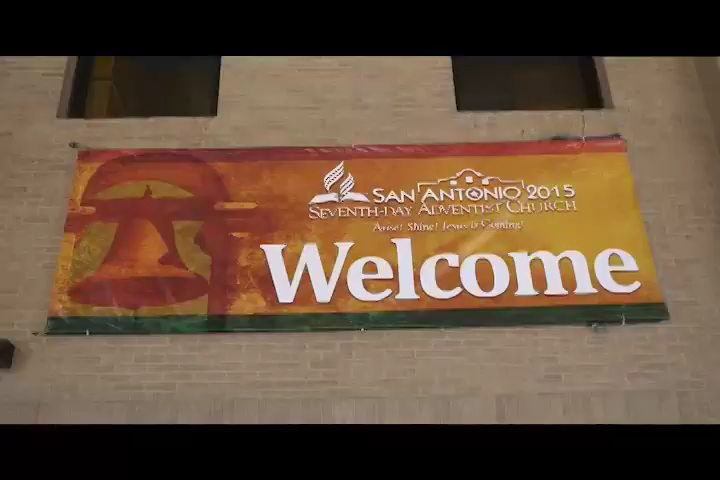 SAN ANTONIO 2015
SEVENTH-DAY ADVENTIST CHURCH
Arise! Shine! Jesus is Coming!
Welcome